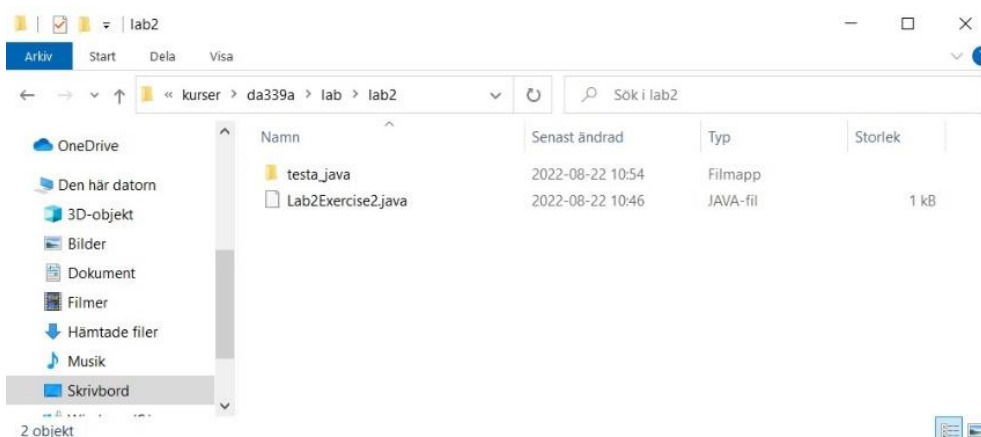 lab2
Arkiv Start Dela Visa
« kurser > da339a > lab > lab2 Sök i lab2
OneDrive
Den här datorn
3D-objekt
Bilder
Dokument
Filmer
Hämtade filer
Musik
Skrivbord
Namn Senast ändrad Typ Storlek
testa_java 2022-08-22 10:54 Filmapp
Lab2Exercise2.java 2022-08-22 10:46 JAVA-fil 1 kB
2 objekt